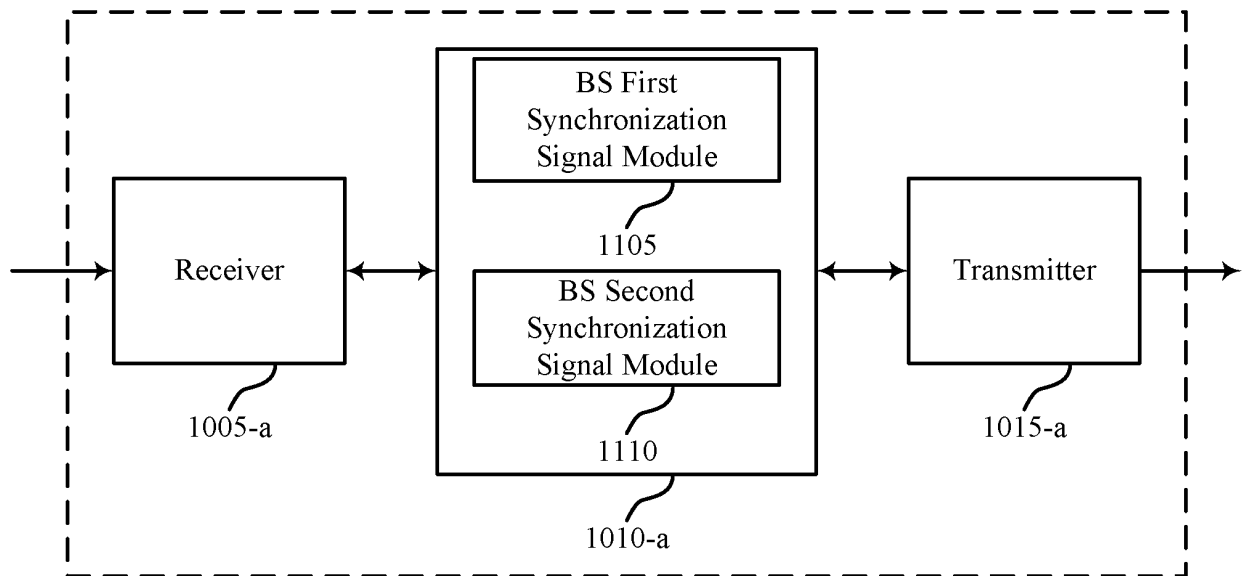 BS First
Synchronization
Signal Module
1105
Receiver
1005-a
BS Second
Synchronization
Signal Module
1110
1010-a
Transmitter
1015-a